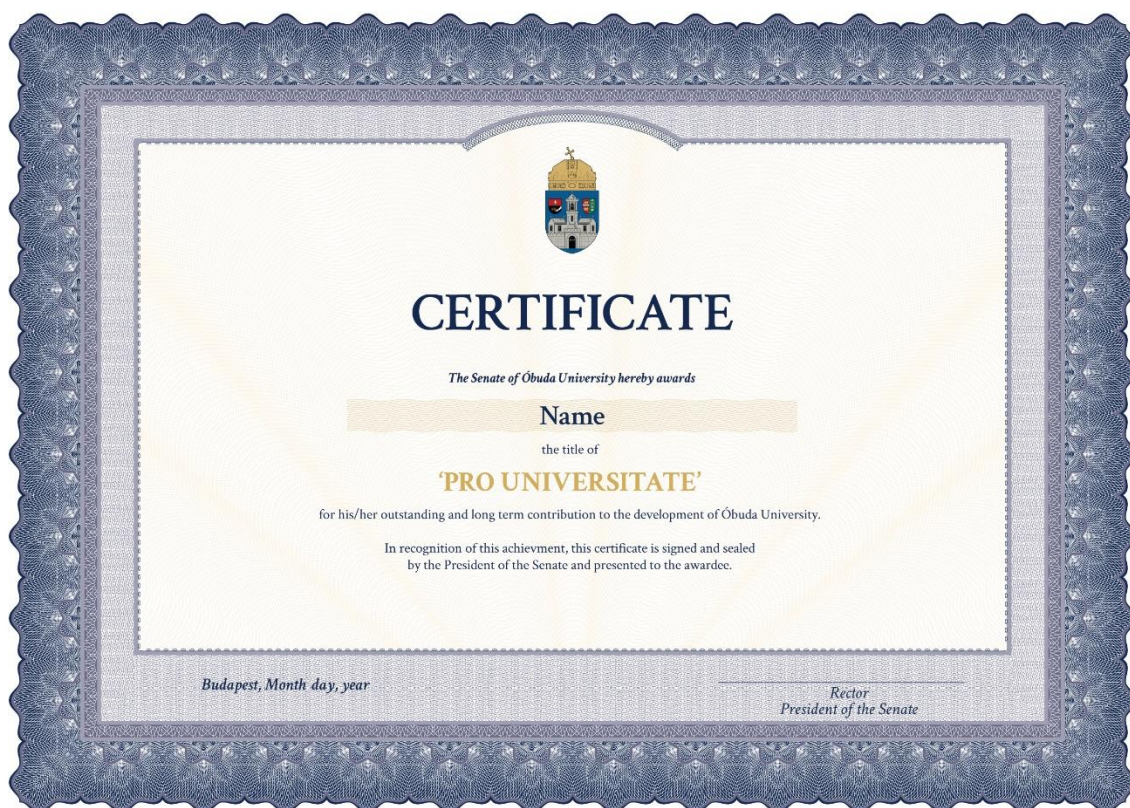 CERTIFICATE
The Senate of Óbuda University hereby awards
Name
the title of
‘PRO UNIVERSITATE’
for his/her outstanding and long term contribution to the development of Óbuda University.
In recognition of this achievment, this certificate is signed and sealed
by the President of the Senate and presented to the awardee.
Budapest, Month day, year
Rector
President of the Senate